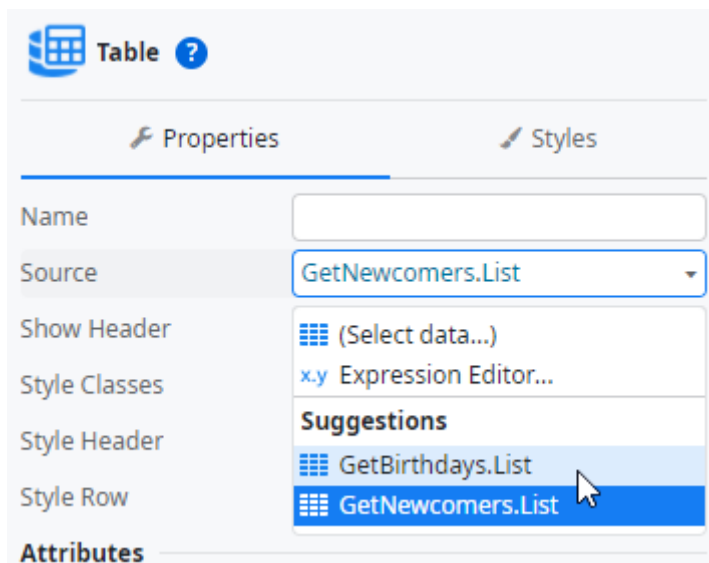 Table ?
Properties Styles
Name
Source GetNewcomers.List
Show Header
(Select data...)
x.y Expression Editor...
Style Classes
Suggestions
Style Header
GetBirthdays.List
Style Row
GetNewcomers.List
Attributes